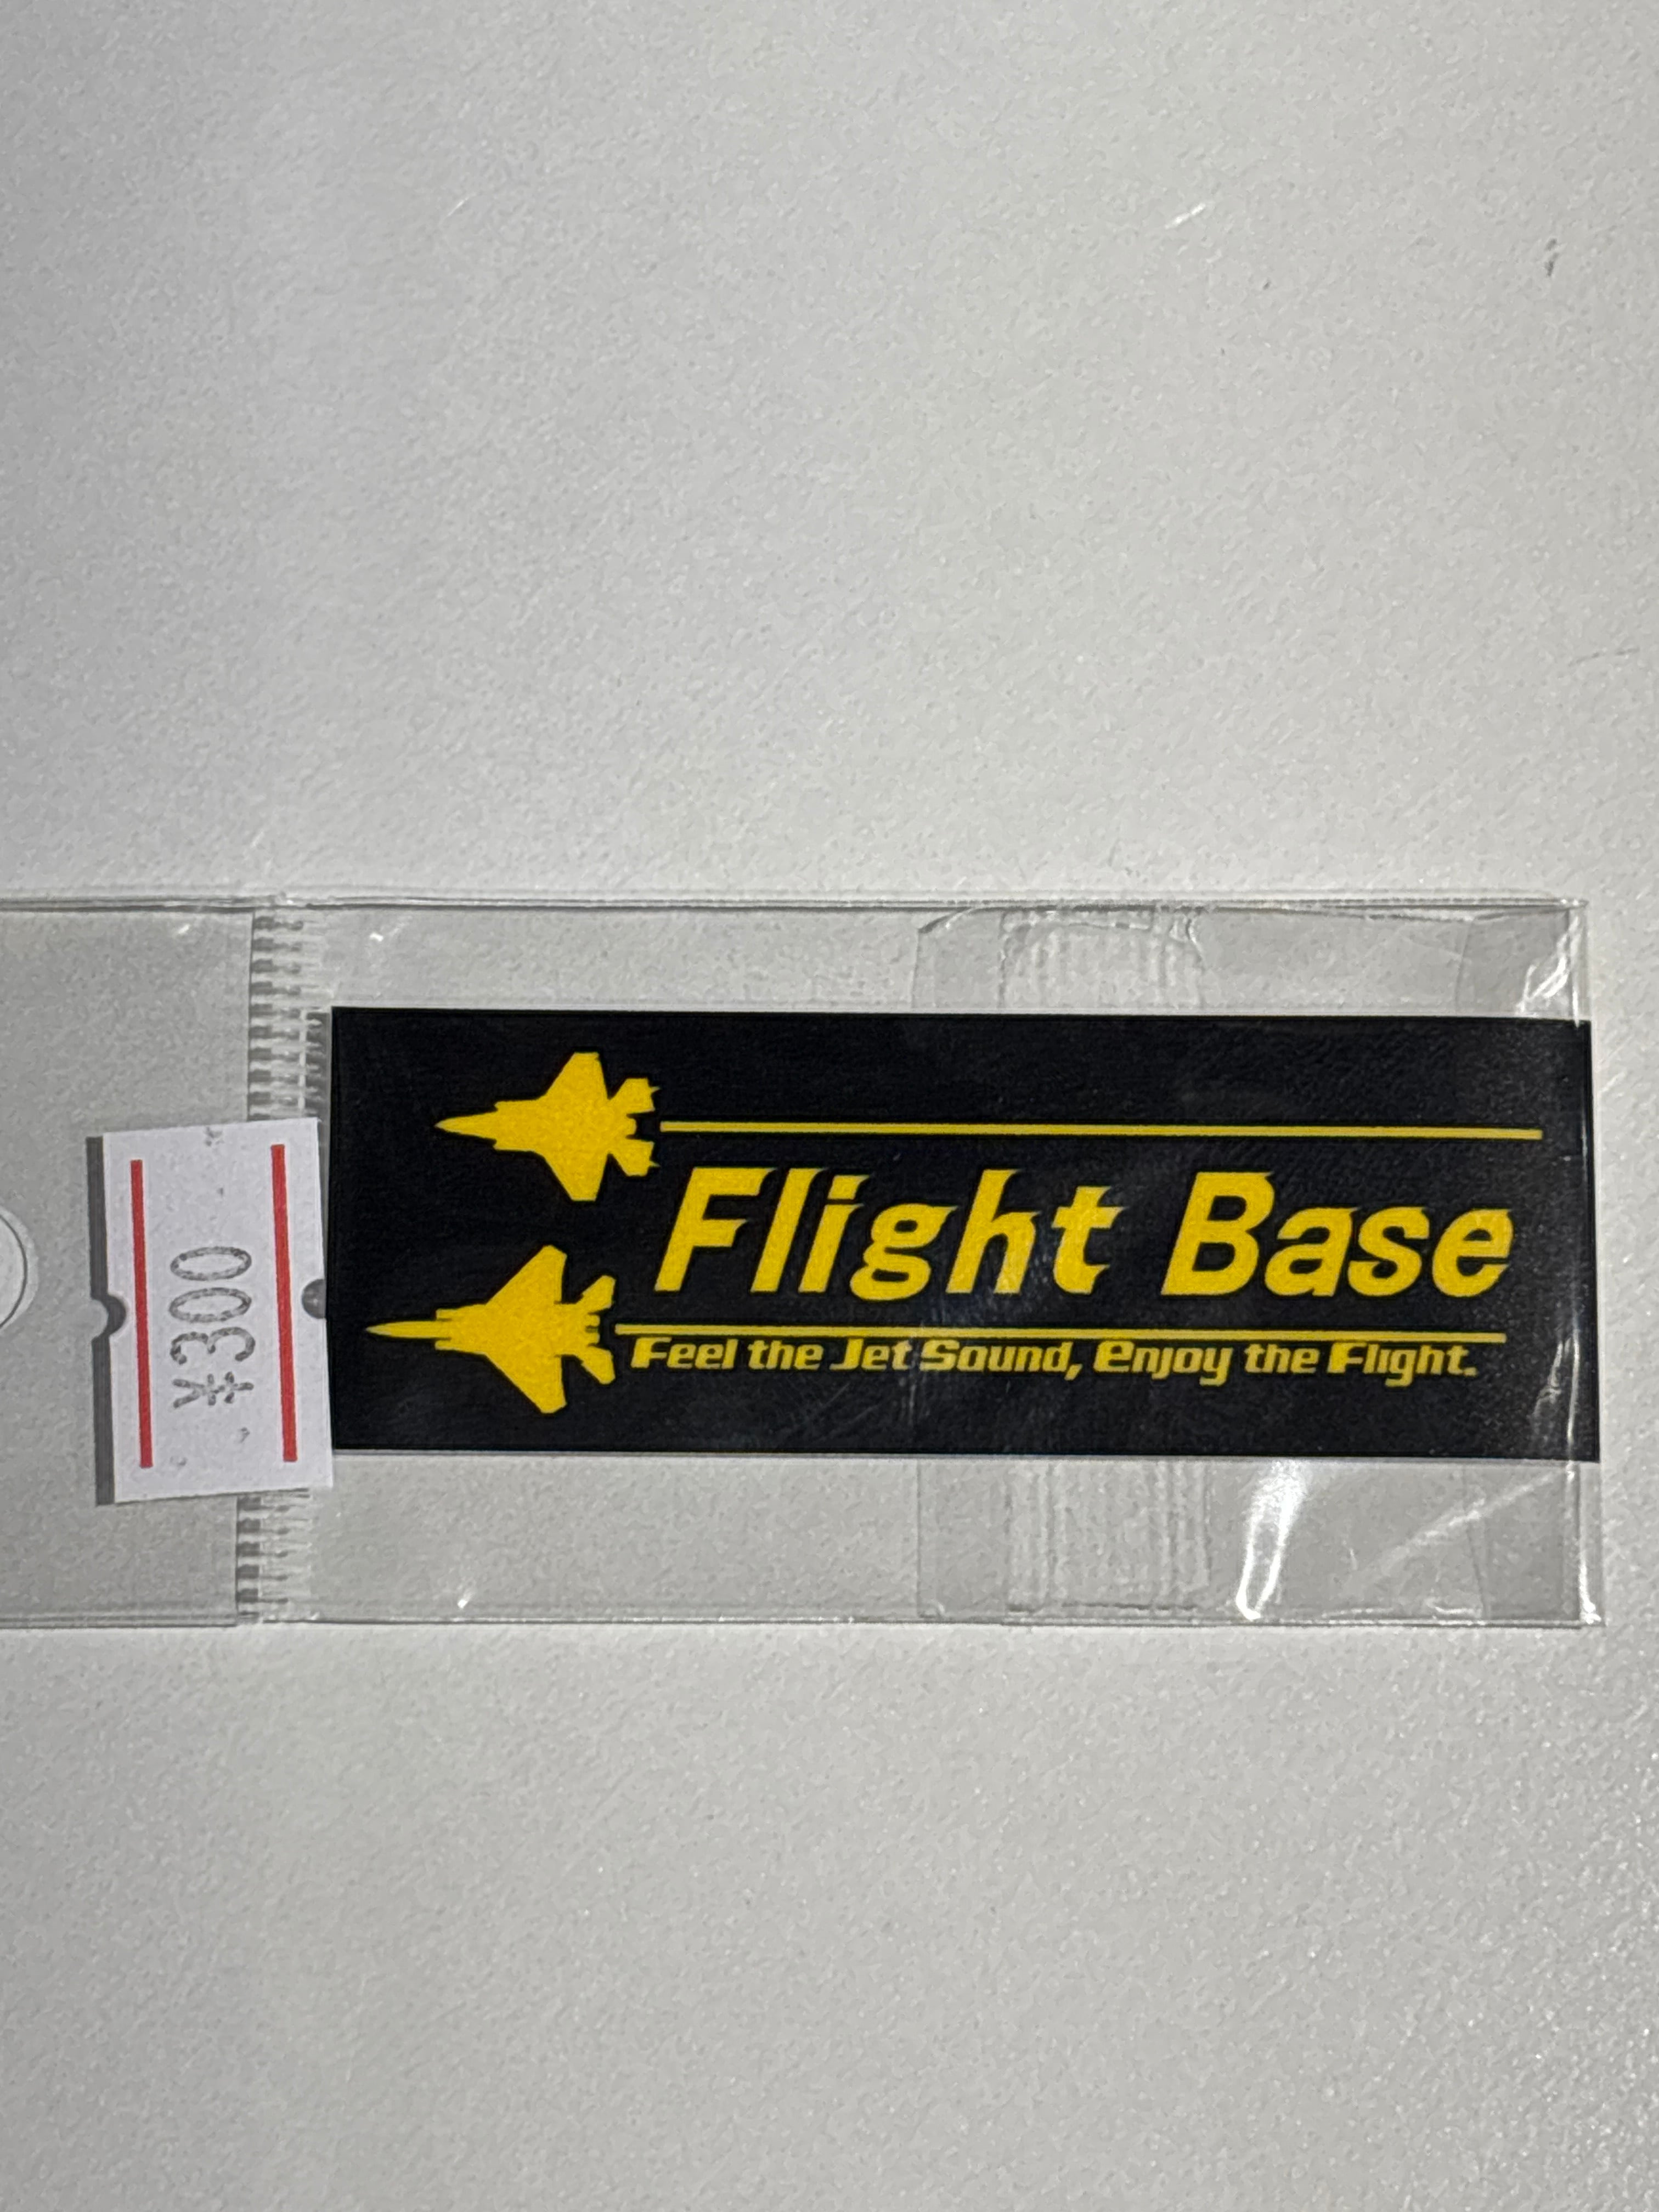 ¥300
Flight Base
Feel the Jet Sound, Enjoy the Flight.